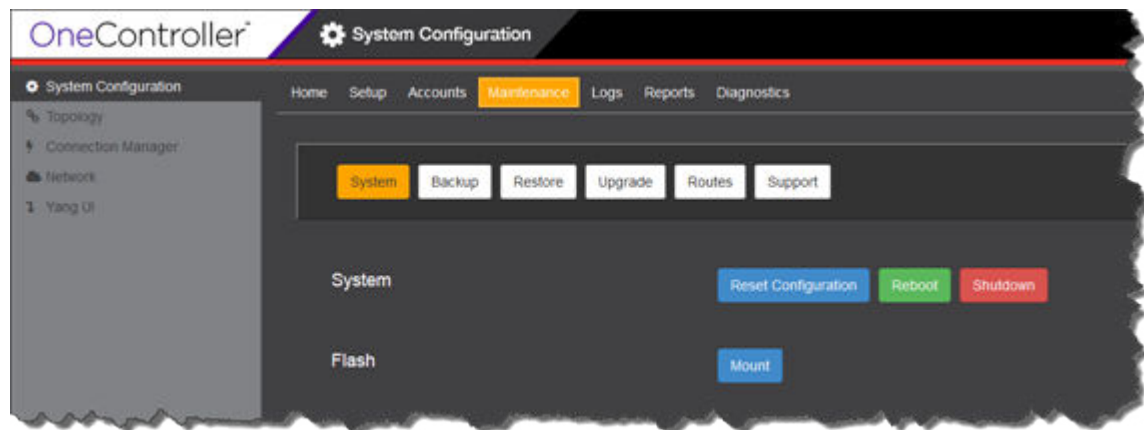 OneController™ System Configuration
System Configuration
Home Setup Accounts Maintenance Logs Reports Diagnostics
Topology
Connection Manager
Network
Yang UI
System Backup Restore Upgrade Routes Support
System Reset Configuration Reboot Shutdown
Flash Mount